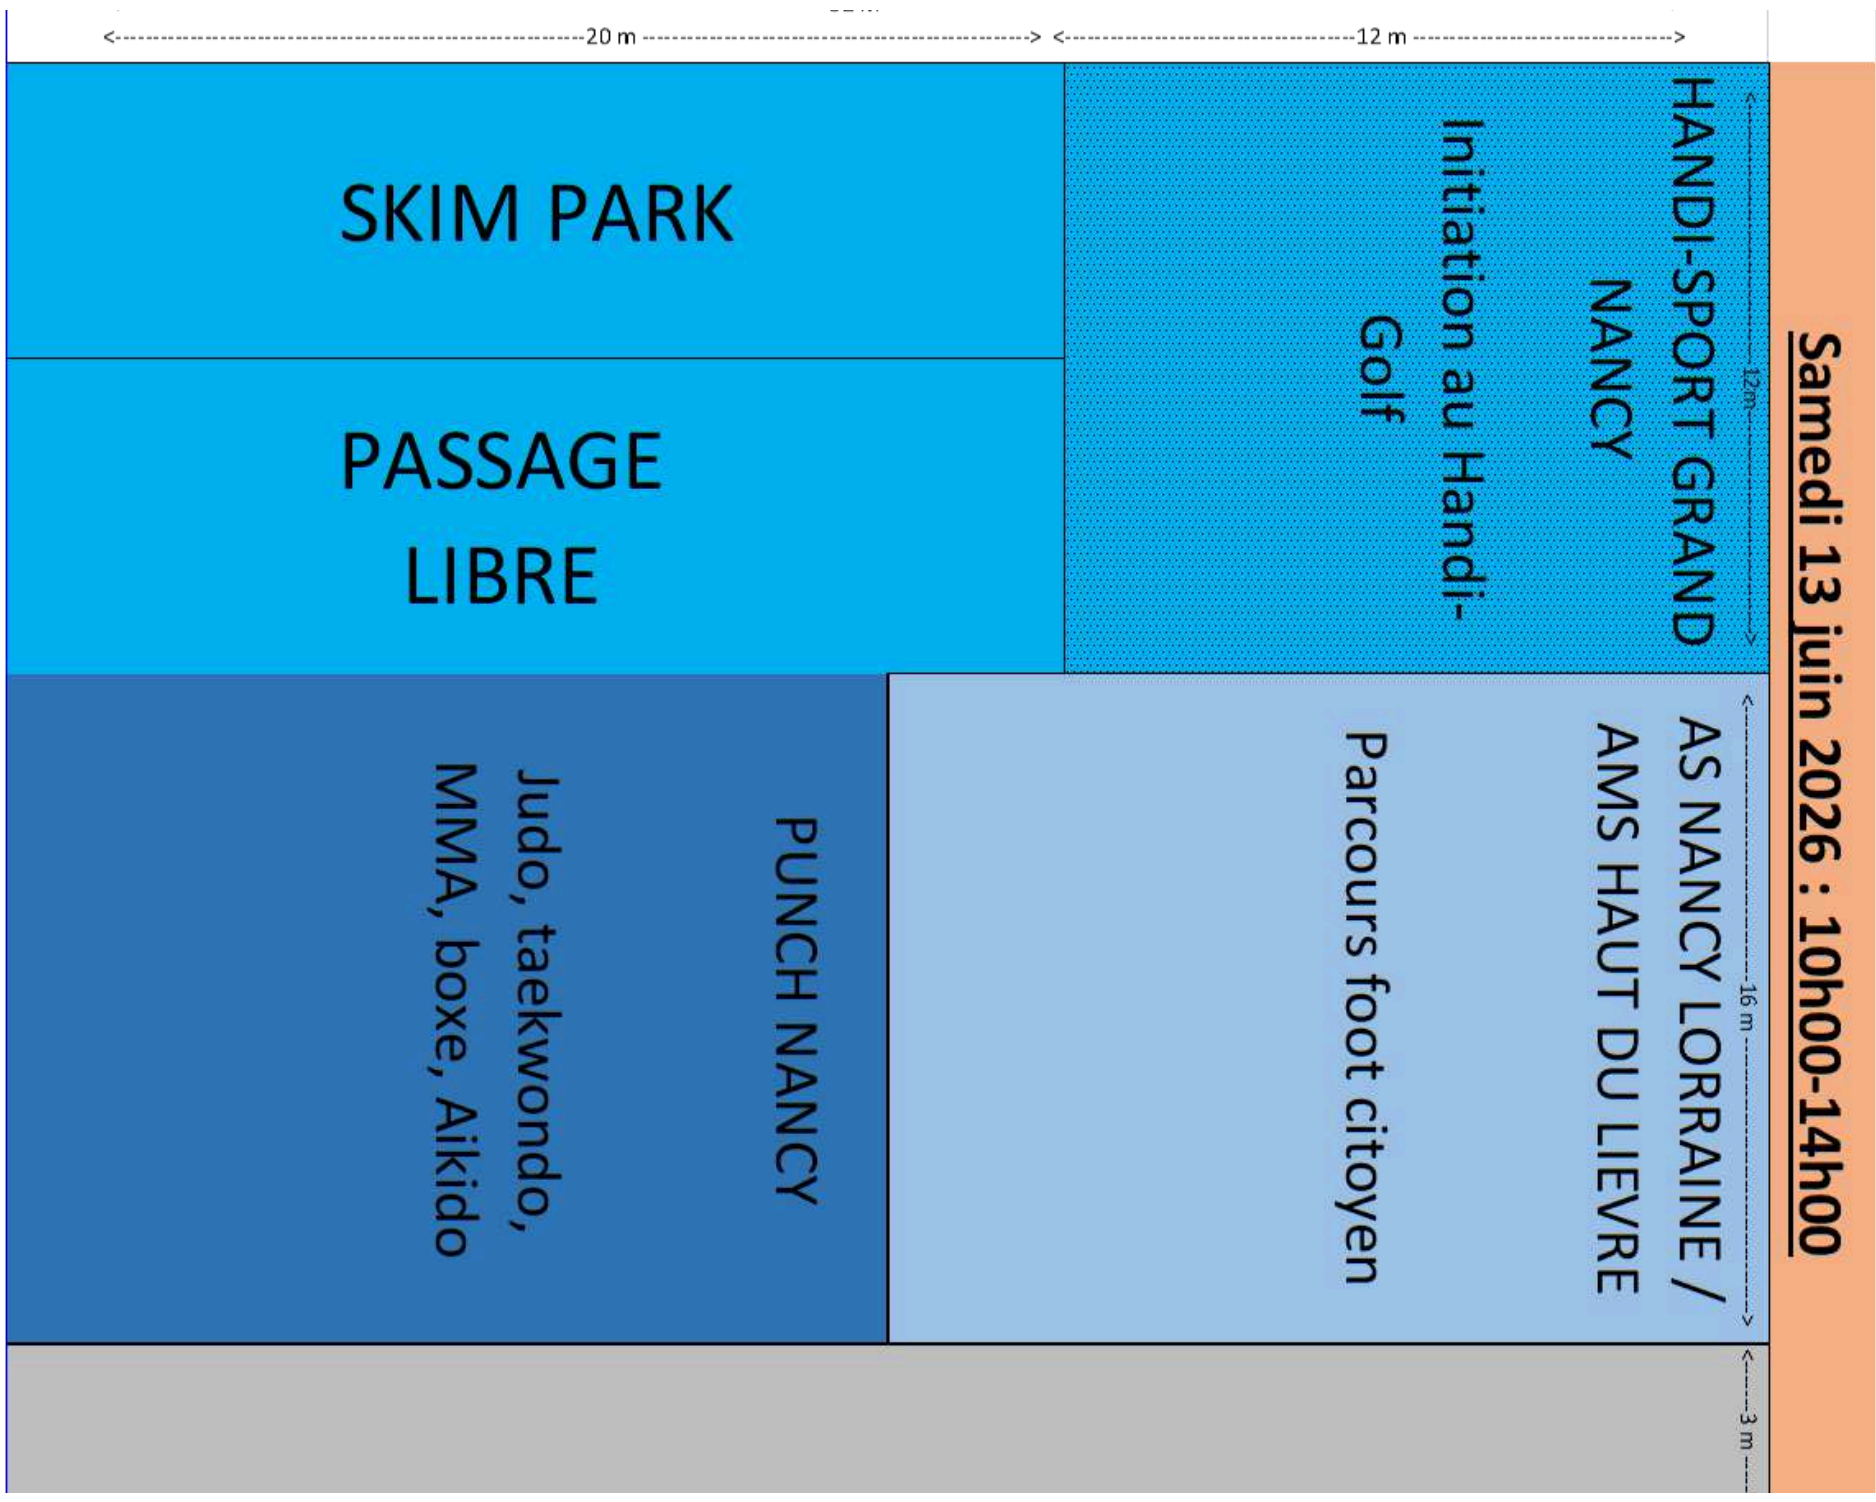 <---20 m---> <---12 m--->
SKIM PARK
PASSAGE
LIBRE
HANDI-SPORT GRAND
NANCY
Initiation au Handi-
Golf
<---12m--->
Samedi 13 juin 2026 : 10h00-14h00
PUNCH NANCY
Judo, taekwondo,
MMA, boxe, Aikido
AS NANCY LORRAINE /
AMS HAUT DU LIEVRE
Parcours foot citoyen
<---16 m--->
<---3 m---